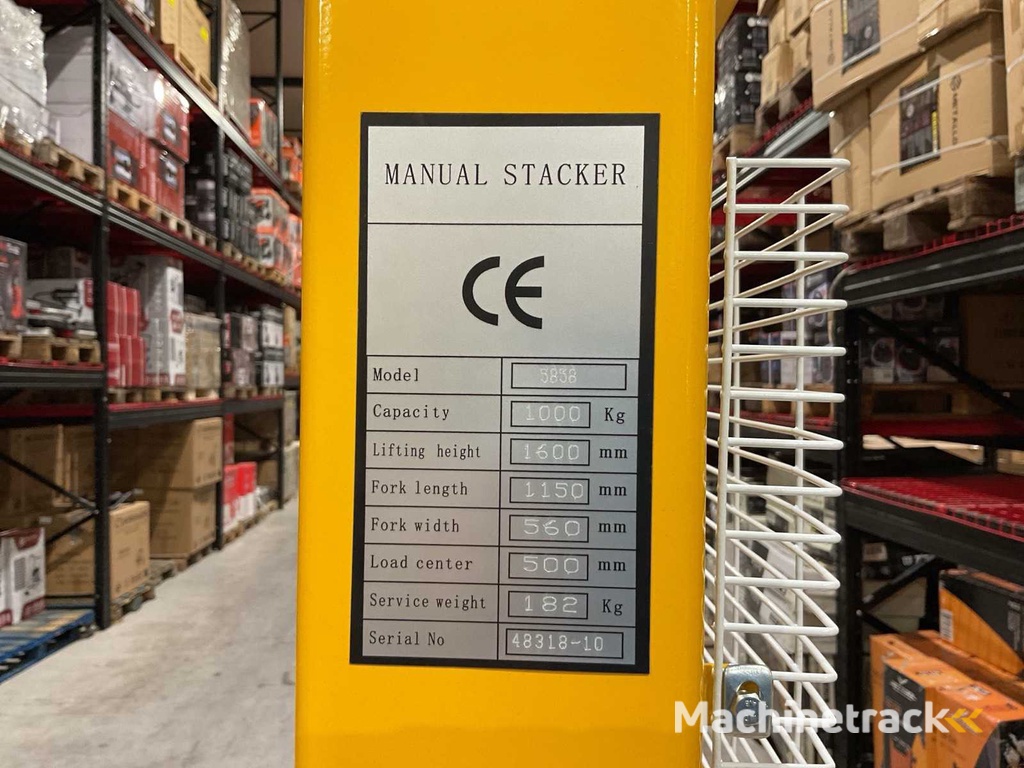 MANUAL STACKER
CE
Model 3838
Capacity 1000 Kg
Lifting height 1600 mm
Fork length 1150 mm
Fork width 560 mm
Load center 500 mm
Service weight 182 Kg
Serial No 48318-10
Machinetrack